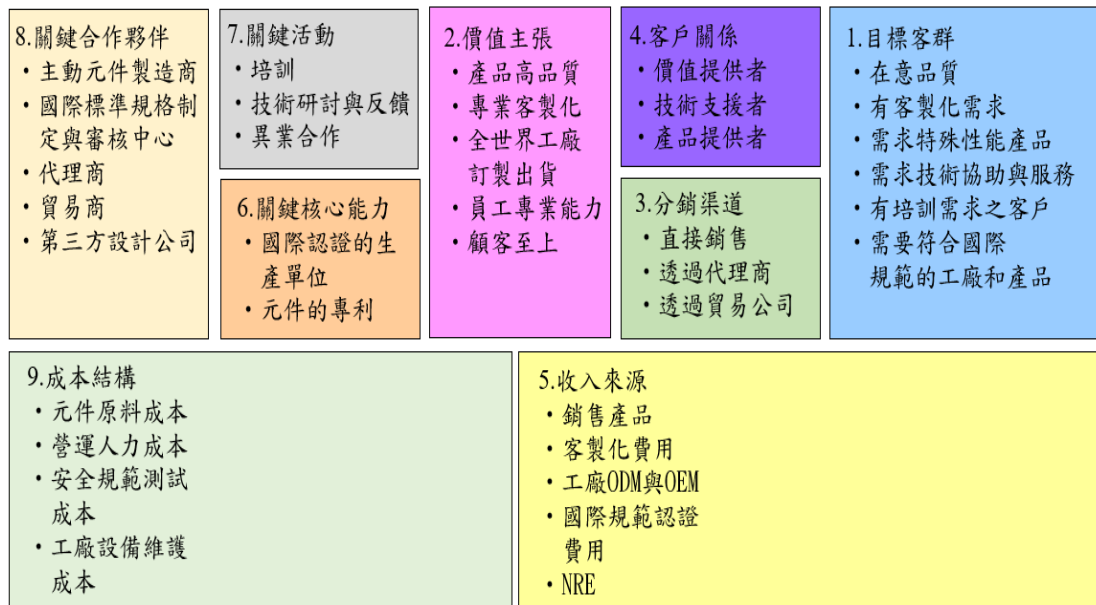 8.關鍵合作夥伴
・主動元件製造商
・國際標準規格制
定與審核中心
・代理商
・貿易商
・第三方設計公司
7.關鍵活動
・培訓
・技術研討與反饋
・異業合作
6.關鍵核心能力
・國際認證的生
產單位
・元件的專利
2.價值主張
・產品高品質
・專業客製化
・全世界工廠
訂製出貨
・員工專業能力
・顧客至上
4.客戶關係
・價值提供者
・技術支援者
・產品提供者
3.分銷渠道
・直接銷售
・透過代理商
・透過貿易公司
1.目標客群
・在意品質
・有客製化需求
・需求特殊性能產品
・需求技術協助與服務
・有培訓需求之客戶
・需要符合國際
規範的工廠和產品
9.成本結構
・元件原料成本
・營運人力成本
・安全規範測試
成本
・工廠設備維護
成本
5.收入來源
・銷售產品
・客製化費用
・工廠ODM與OEM
・國際規範認證
費用
・NRE